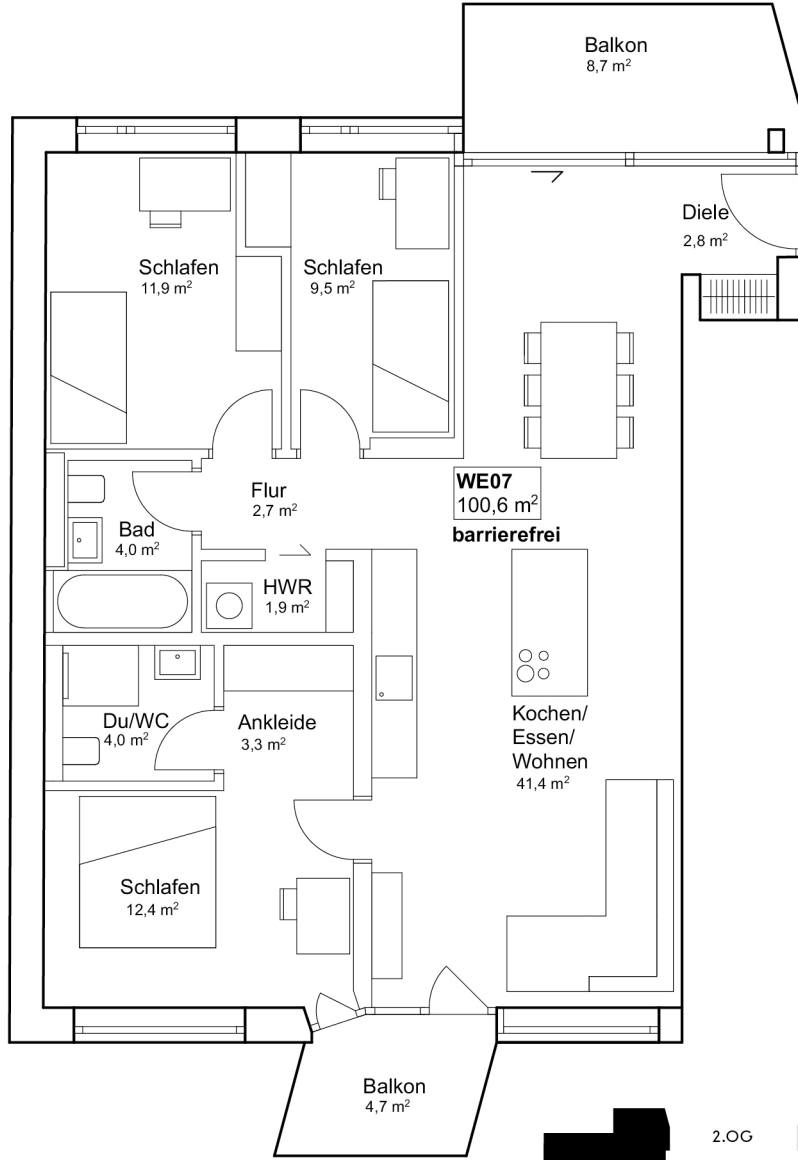 Balkon
8,7 m²
Diele
2,8 m²
Schlafen
11,9 m²
Schlafen
9,5 m²
WE07
100,6 m²
barrierefrei
Flur
2,7 m²
Bad
4,0 m²
HWR
1,9 m²
Du/WC
4,0 m²
Ankleide
3,3 m²
Kochen/
Essen/
Wohnen
41,4 m²
Schlafen
12,4 m²
Balkon
4,7 m²
2.OG